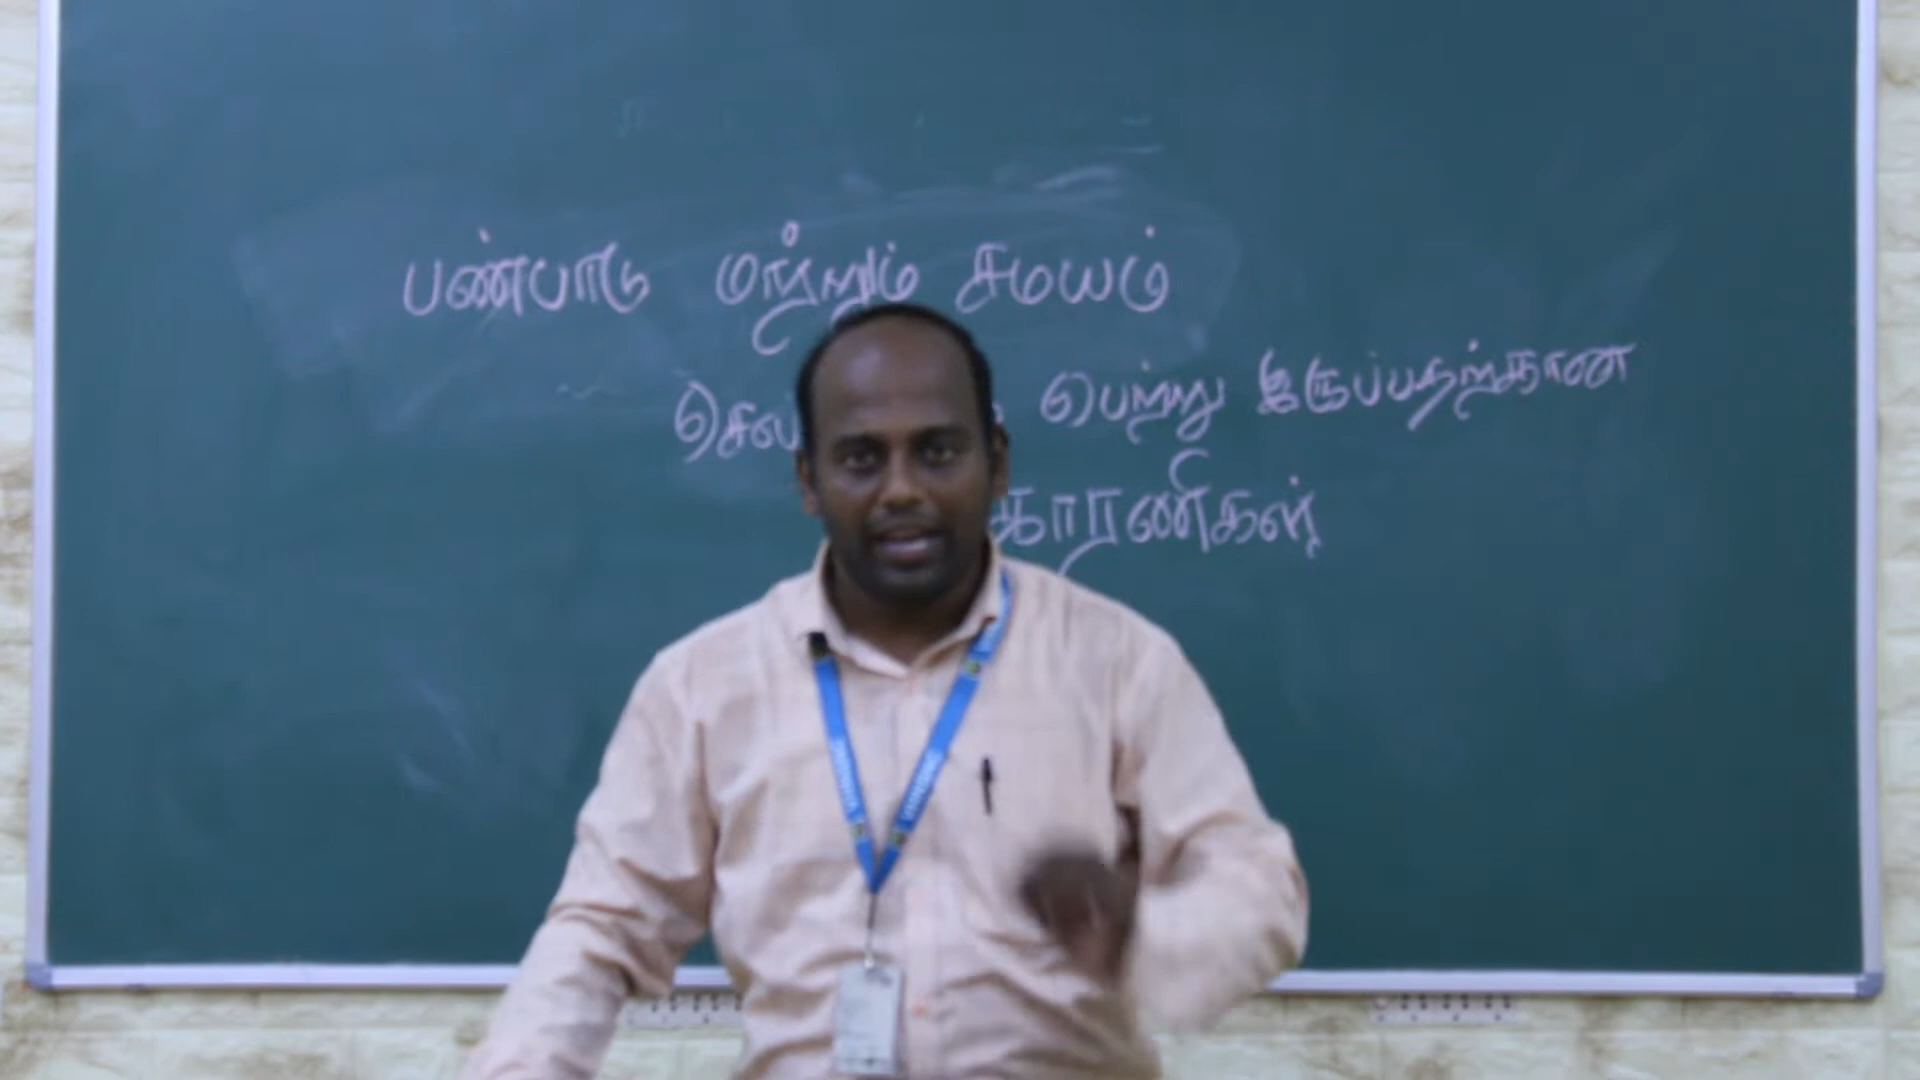 பண்பாடு மற்றும் சமயம்
பெற்று இருப்பதற்கான
காரணிகள்